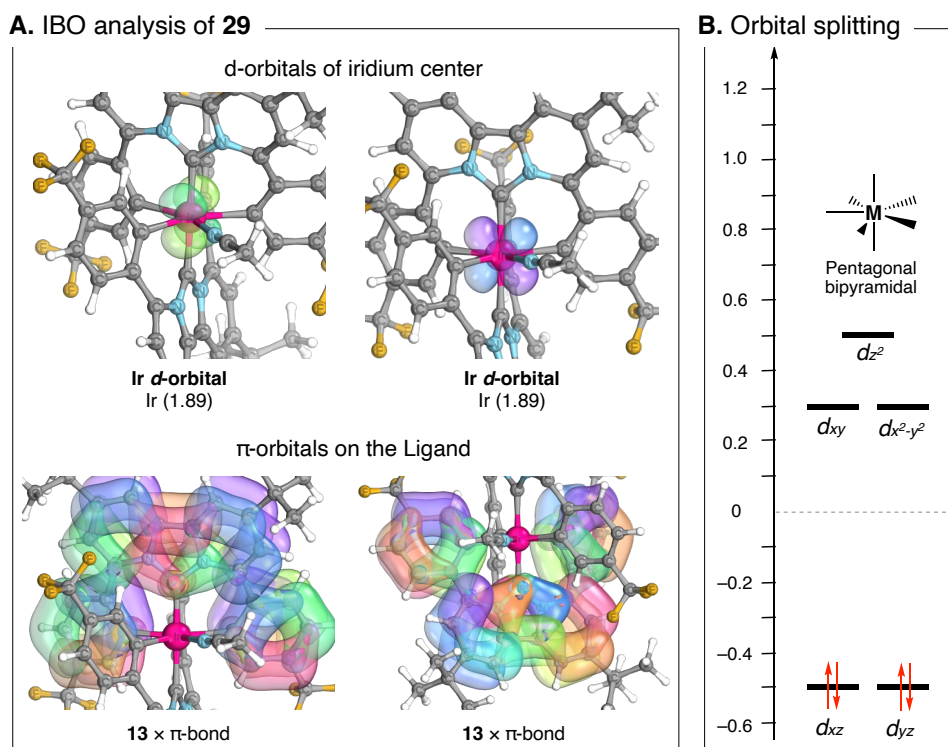 A. IBO analysis of 29
d-orbitals of iridium center
Ir d-orbital
Ir (1.89)
Ir d-orbital
Ir (1.89)
π-orbitals on the Ligand
13 × π-bond
13 × π-bond
B. Orbital splitting
1.2
1.0
0.8
0.6
0.4
0.2
0
−0.2
−0.4
−0.6
M
Pentagonal
bipyramidal
dz²
dxy
dx²-y²
dxz
dyz